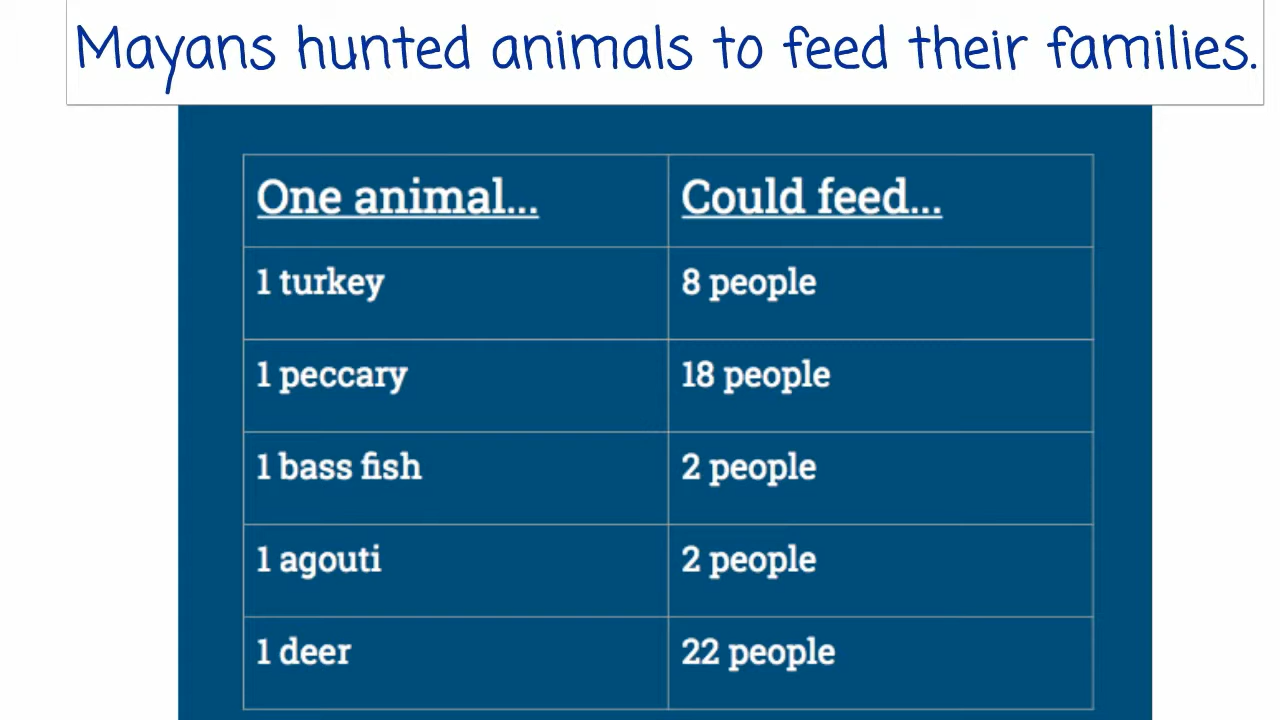 Mayans hunted animals to feed their families.
One animal... Could feed...
1 turkey 8 people
1 peccary 18 people
1 bass fish 2 people
1 agouti 2 people
1 deer 22 people